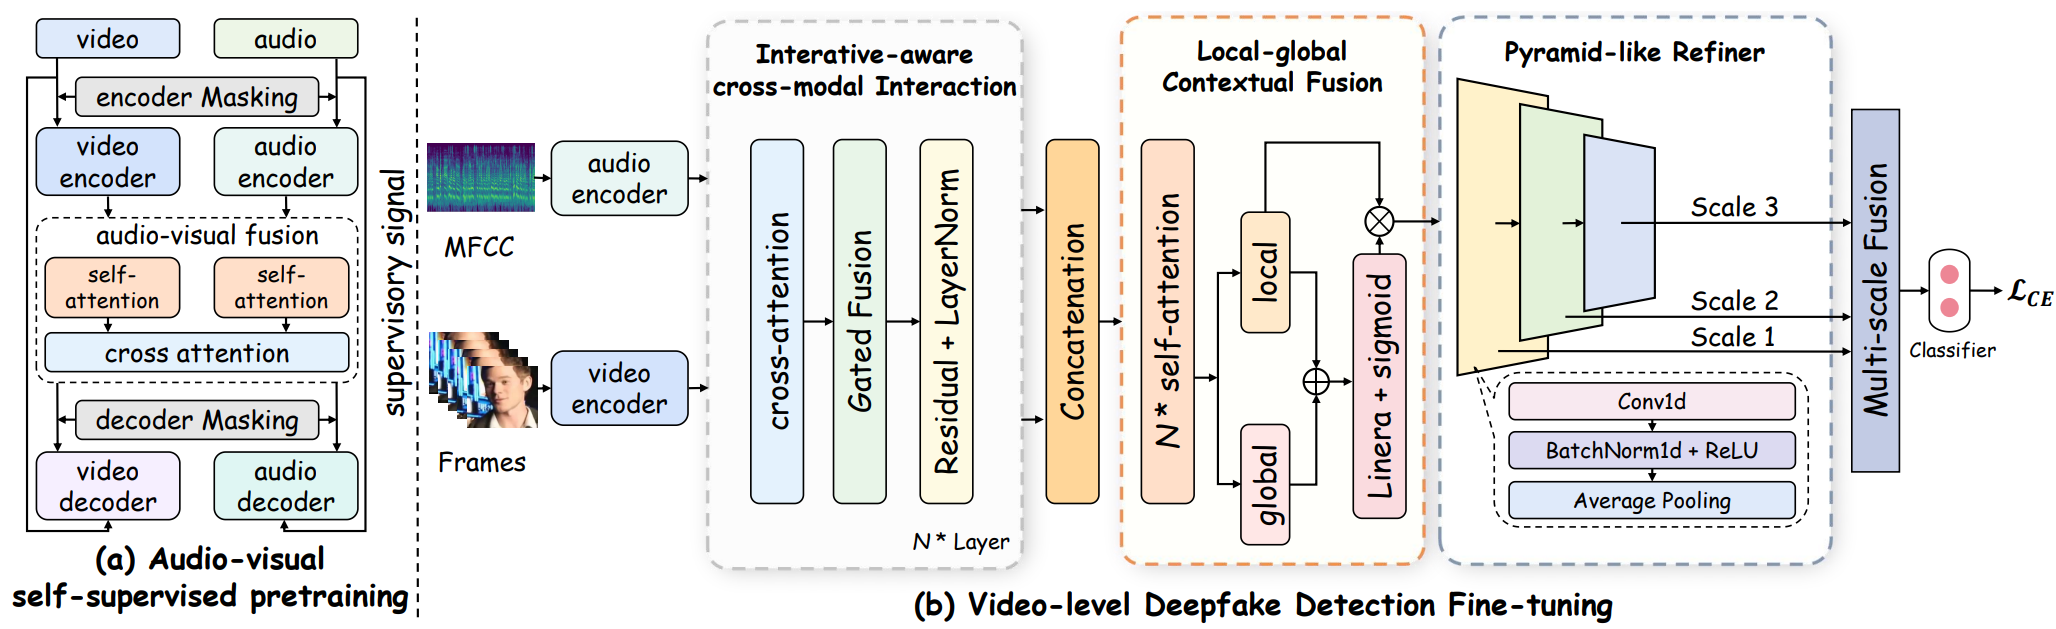 video
audio
encoder Masking
video
encoder
audio
encoder
audio-visual fusion
self-
attention
self-
attention
cross attention
decoder Masking
video
decoder
audio
decoder
supervisory signal
(a) Audio-visual
self-supervised pretraining
MFCC
audio
encoder
Frames
video
encoder
Interative-aware
cross-modal Interaction
cross-attention
Gated Fusion
Residual + LayerNorm
N* Layer
Concatenation
Local-global
Contextual Fusion
N* self-attention
local
global
Linera + sigmoid
Pyramid-like Refiner
Scale 3
Scale 2
Scale 1
Conv1d
BatchNorm1d + ReLU
Average Pooling
Multi-scale Fusion
Classifier
ℒCE
(b) Video-level Deepfake Detection Fine-tuning